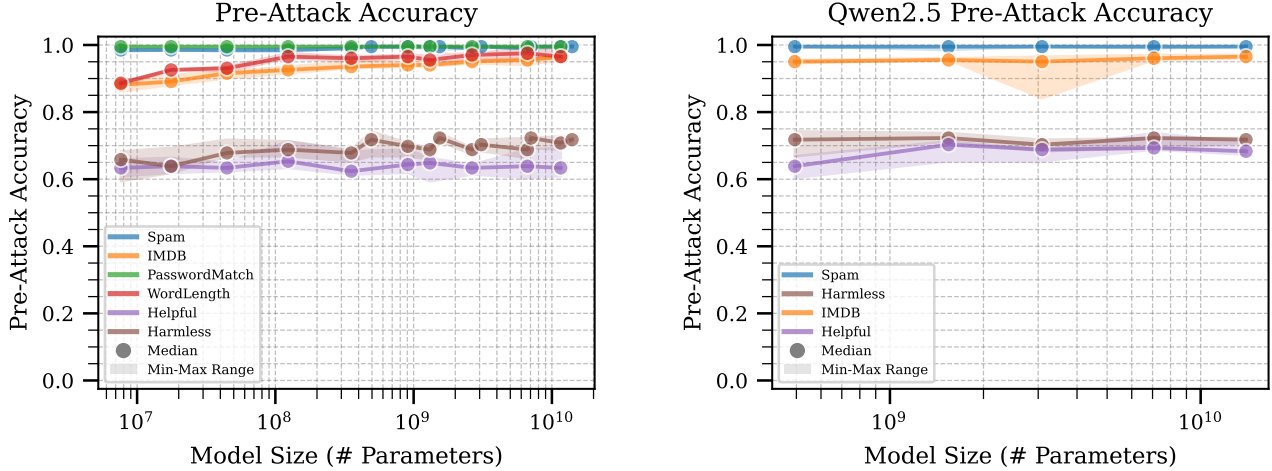 Pre-Attack Accuracy
Pre-Attack Accuracy
1.0
0.8
0.6
0.4
0.2
0.0
Spam
IMDB
PasswordMatch
WordLength
Helpful
Harmless
Median
Min-Max Range
10^7
10^8
10^9
10^10
Model Size (# Parameters)
Qwen2.5 Pre-Attack Accuracy
Pre-Attack Accuracy
1.0
0.8
0.6
0.4
0.2
0.0
Spam
Harmless
IMDB
Helpful
Median
Min-Max Range
10^9
10^10
Model Size (# Parameters)